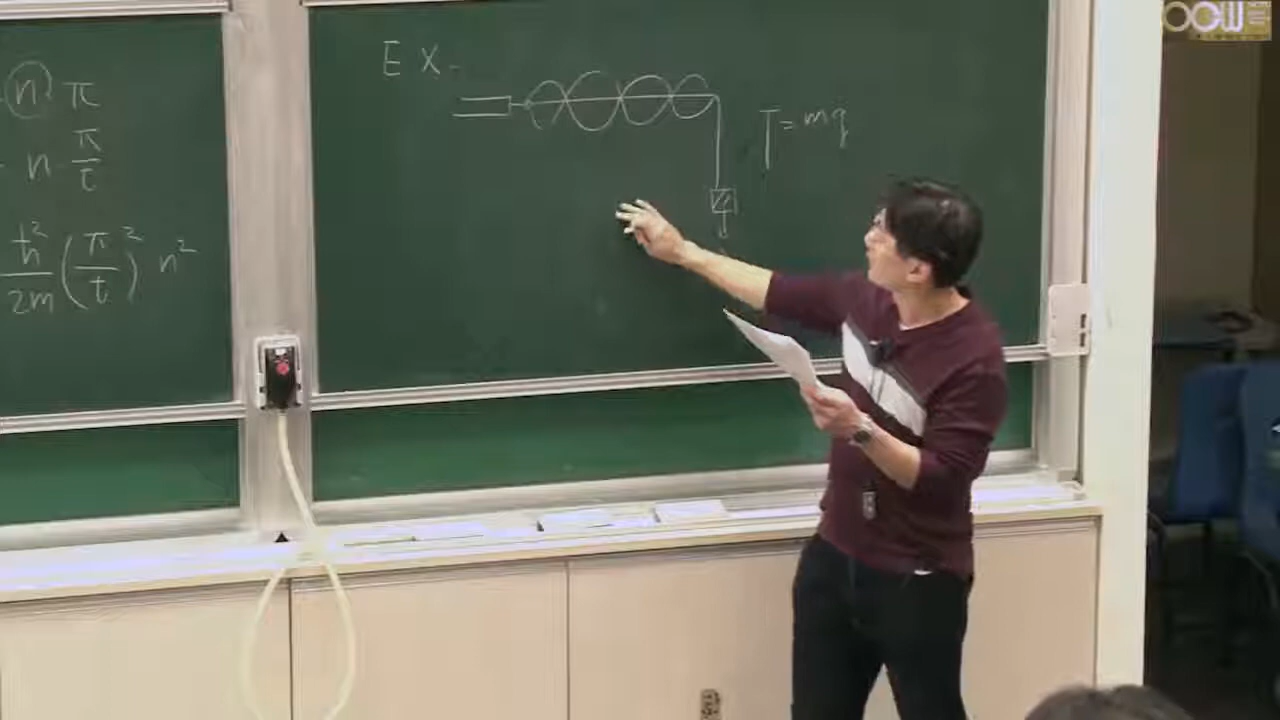 n π
n π/t
ħ²/2m (π/t)² n²
EX.
T = mg
OCW